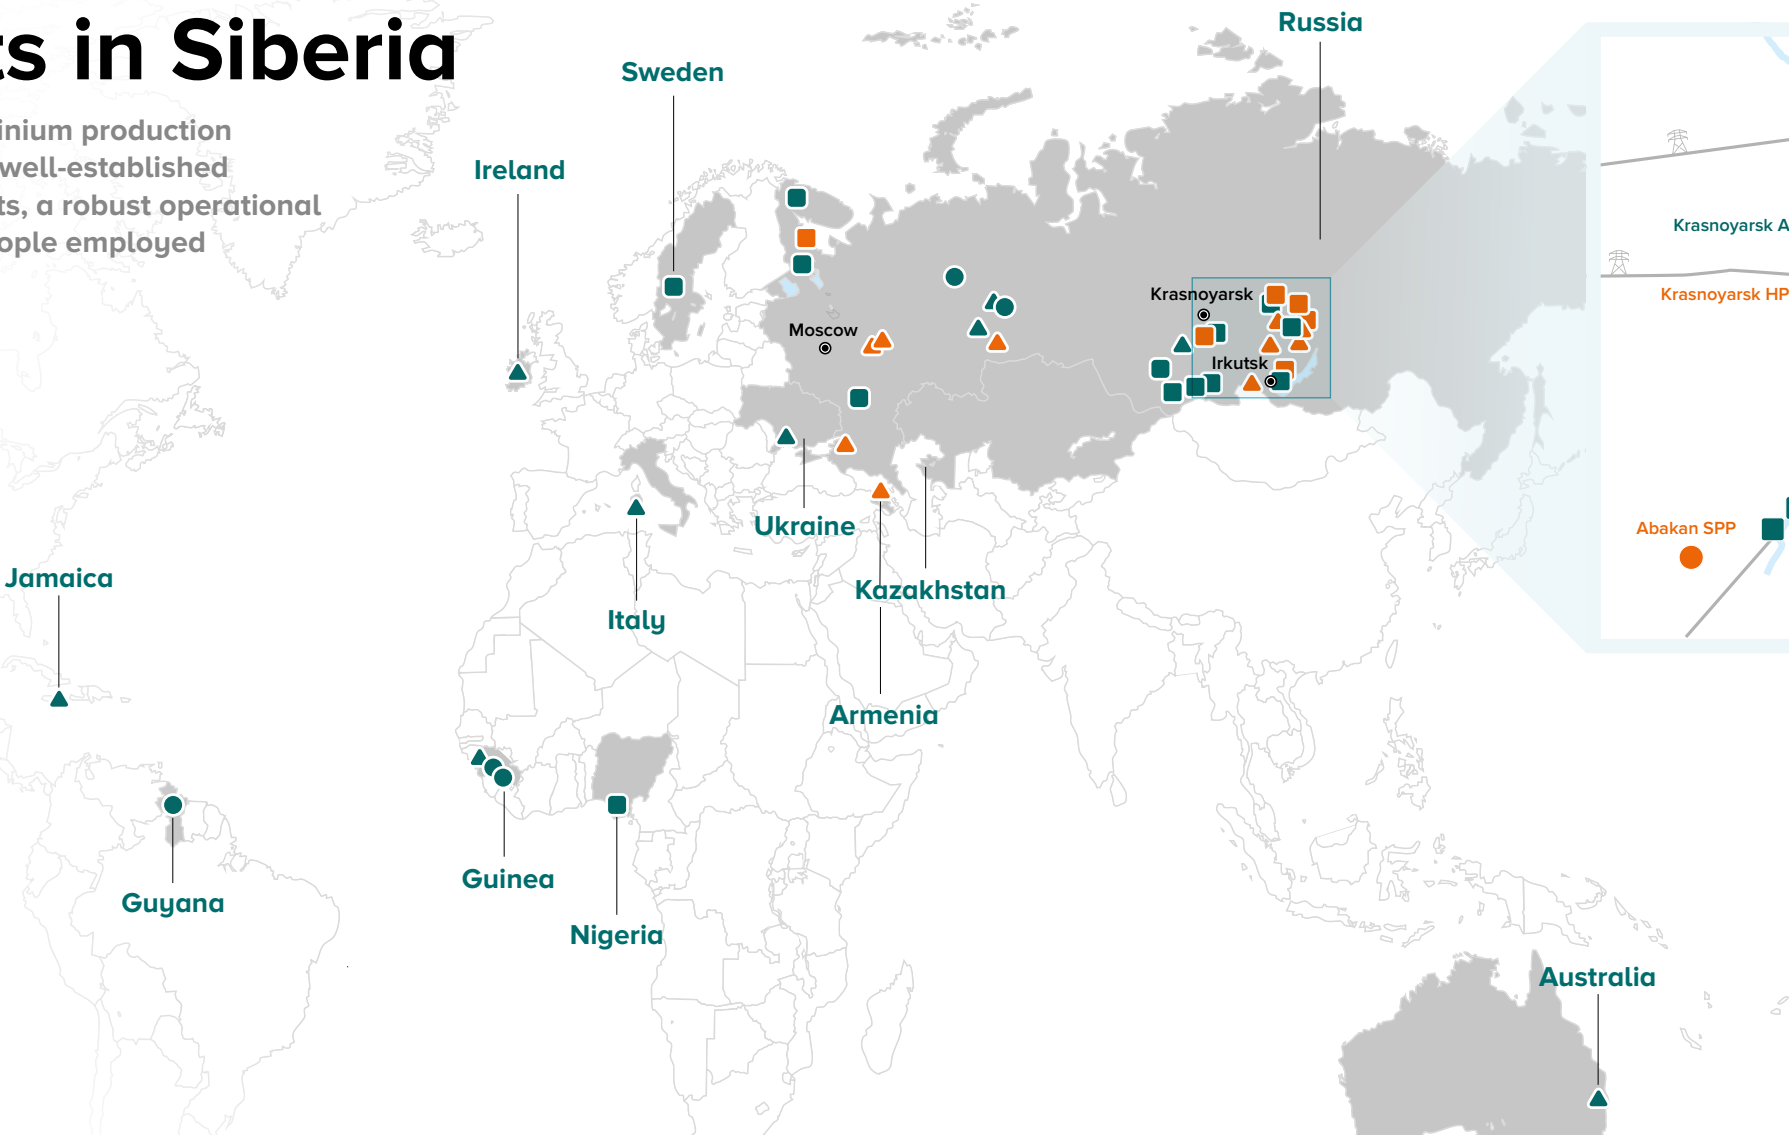 ts in Siberia
inium production
well-established
ts, a robust operational
ople employed
Russia
Sweden
Ireland
Krasnoyarsk A
Krasnoyarsk
Krasnoyarsk HP
Moscow
Irkutsk
Ukraine
Abakan SPP
Jamaica
Kazakhstan
Italy
Armenia
Guinea
Guyana
Nigeria
Australia